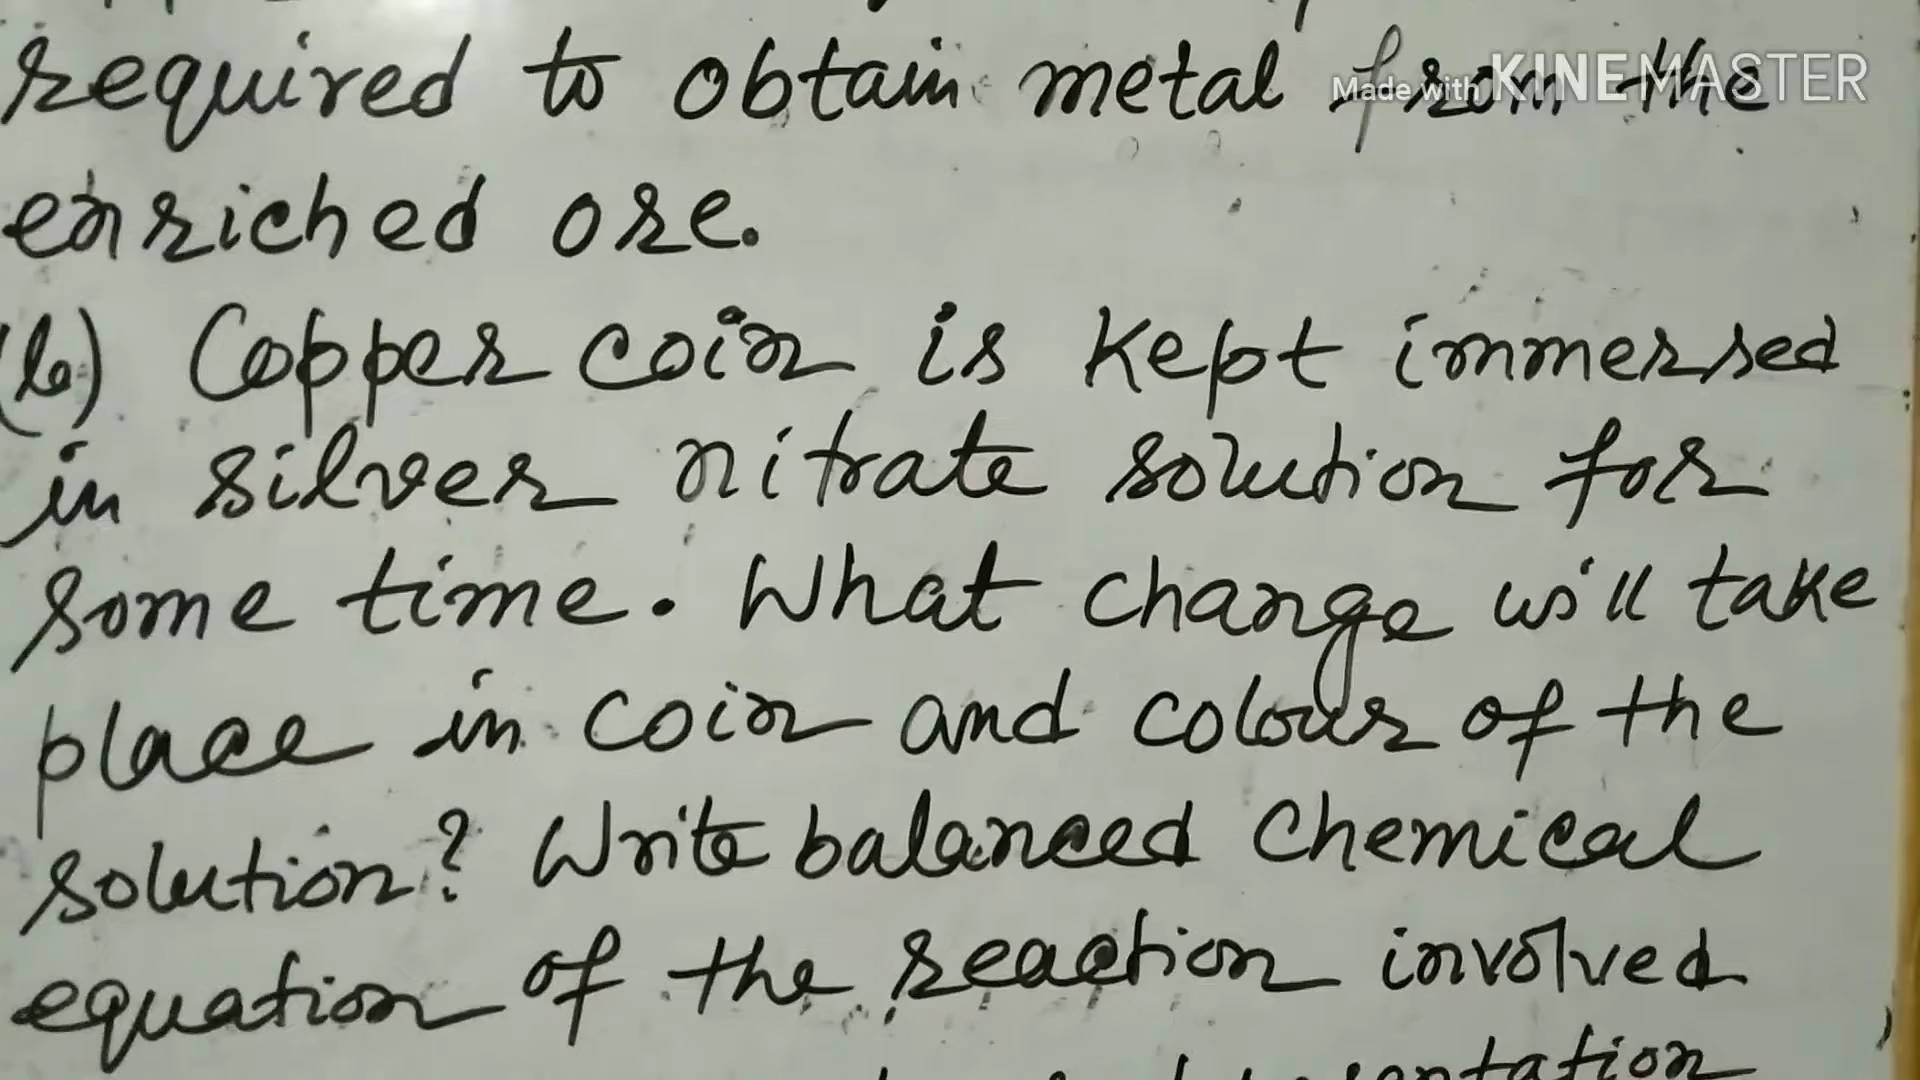 required to obtain metal from the
Made with KINEMASTER
enriched ore.
(b) Copper coin is kept immersed
in silver nitrate solution for
some time. What change will take
place in coin and colour of the
solution? Write balanced chemical
equation of the reaction involved